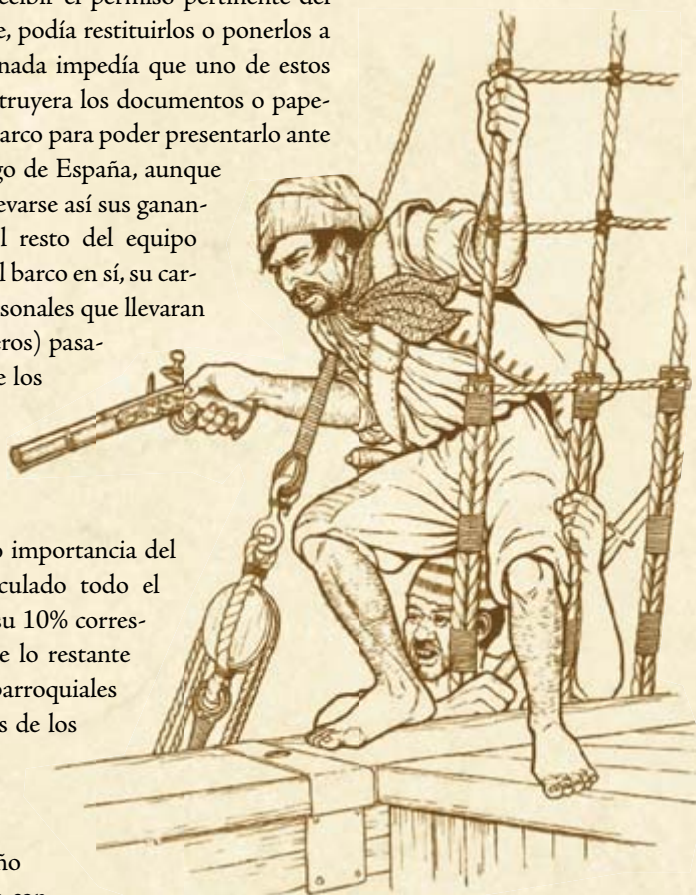 ecibir el permiso pertinente del
e, podía restituirlos o ponerlos a
nada impedía que uno de estos
truyera los documentos o pape-
arco para poder presentarlo ante
go de España, aunque
evarse así sus ganan-
l resto del equipo
l barco en sí, su car-
sonales que llevaran
eros) pasa-
e los
o importancia del
culado todo el
su 10% corres-
e lo restante
parroquiales
s de los
ño